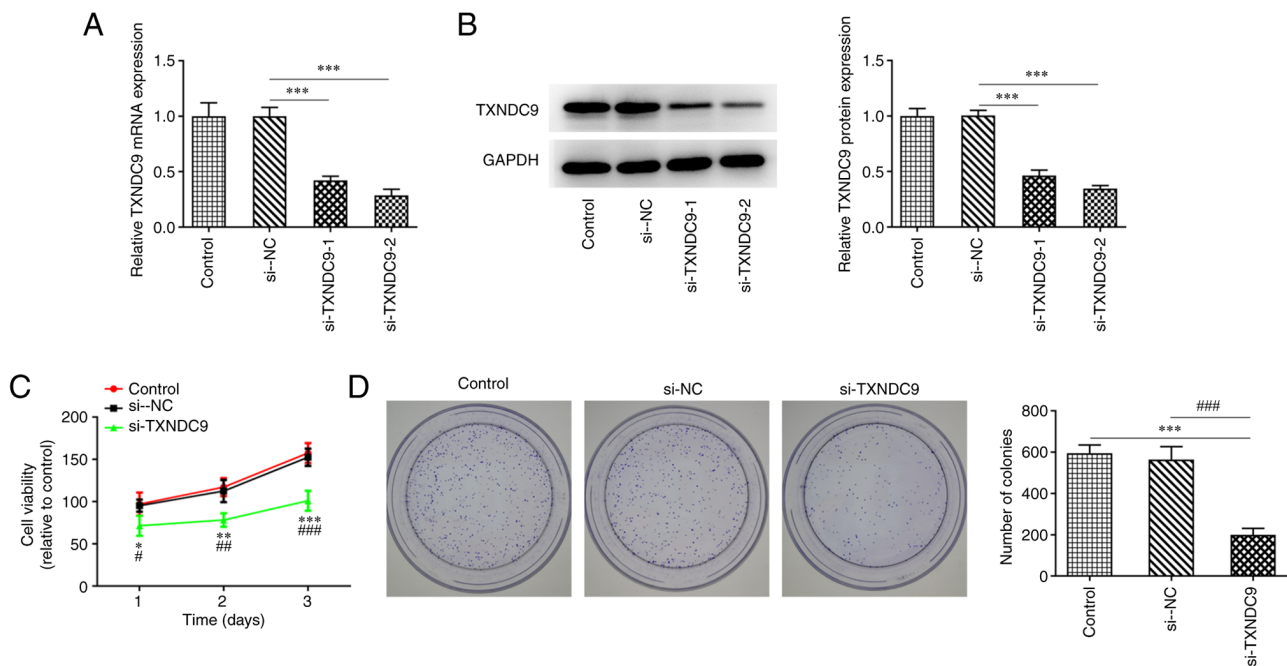 A
Relative TXNDC9 mRNA expression
1.5
1.0
0.5
0.0
***
***
Control
si--NC
si-TXNDC9-1
si-TXNDC9-2
B
TXNDC9
GAPDH
Control
si--NC
si-TXNDC9-1
si-TXNDC9-2
Relative TXNDC9 protein expression
1.5
1.0
0.5
0.0
***
***
Control
si--NC
si-TXNDC9-1
si-TXNDC9-2
C
Control
si--NC
si-TXNDC9
Cell viability
(relative to control)
200
150
100
50
0
*
#
**
##
***
###
1 2 3
Time (days)
D
Control
si-NC
si-TXNDC9
Number of colonies
800
600
400
200
0
###
***
Control
si--NC
si-TXNDC9